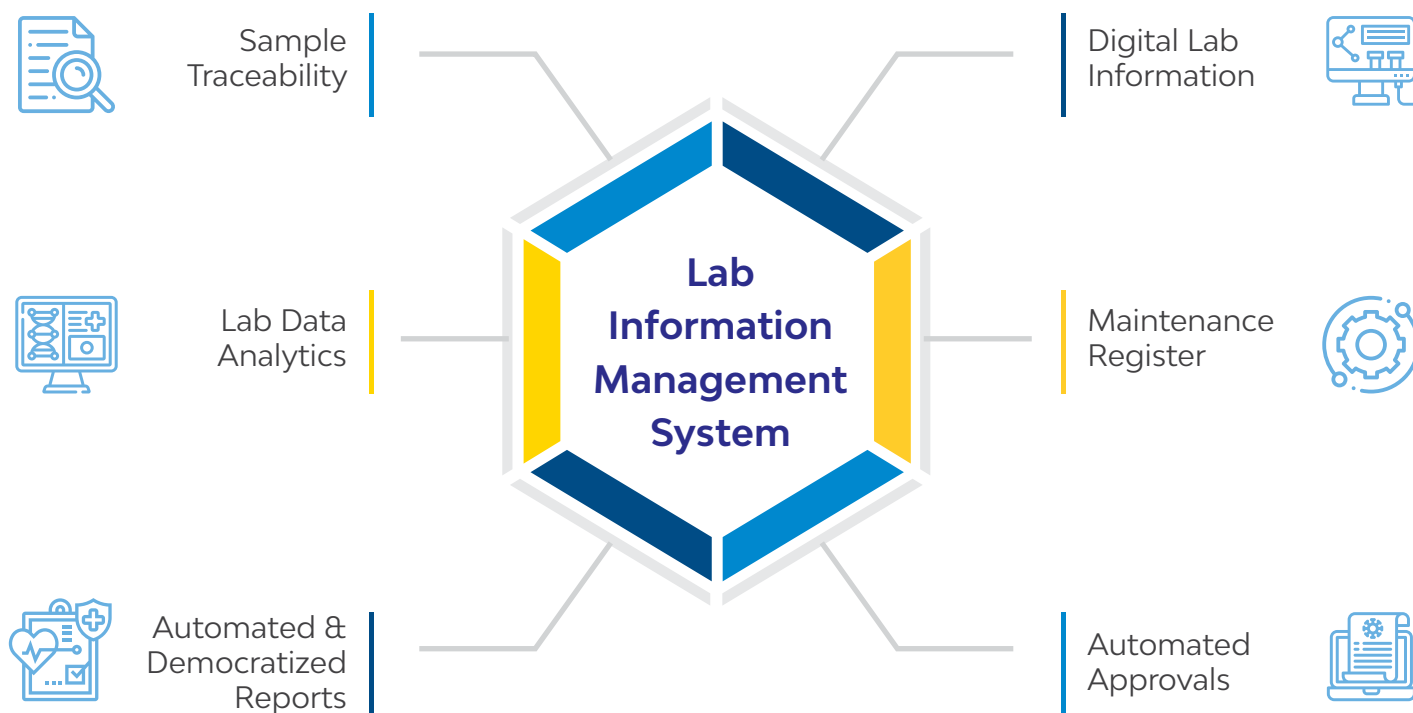 Sample
Traceability
Digital Lab
Information
Lab Data
Analytics
Lab
Information
Management
System
Maintenance
Register
Automated &
Democratized
Reports
Automated
Approvals